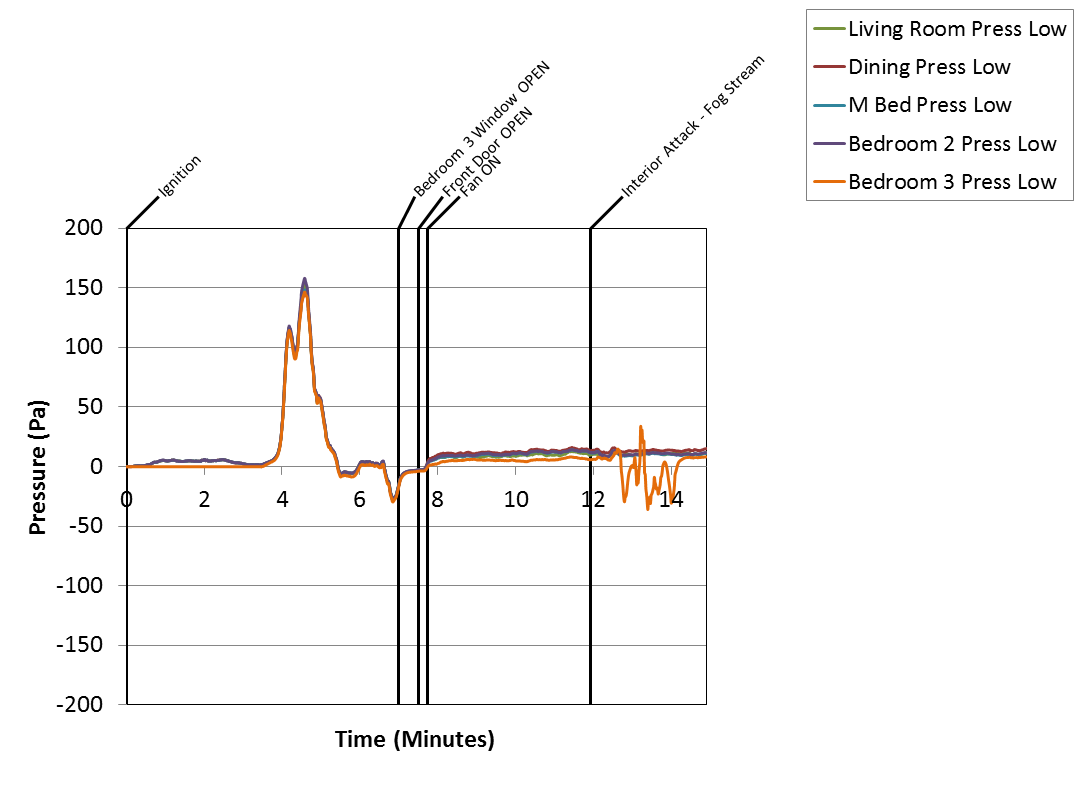 Living Room Press Low
Dining Press Low
M Bed Press Low
Bedroom 2 Press Low
Bedroom 3 Press Low
Ignition
Bedroom 3 Window OPEN
Front Door OPEN
Fan ON
Interior Attack - Fog Stream
200
150
100
50
0
-50
-100
-150
-200
Pressure (Pa)
0 2 4 6 8 10 12 14
Time (Minutes)